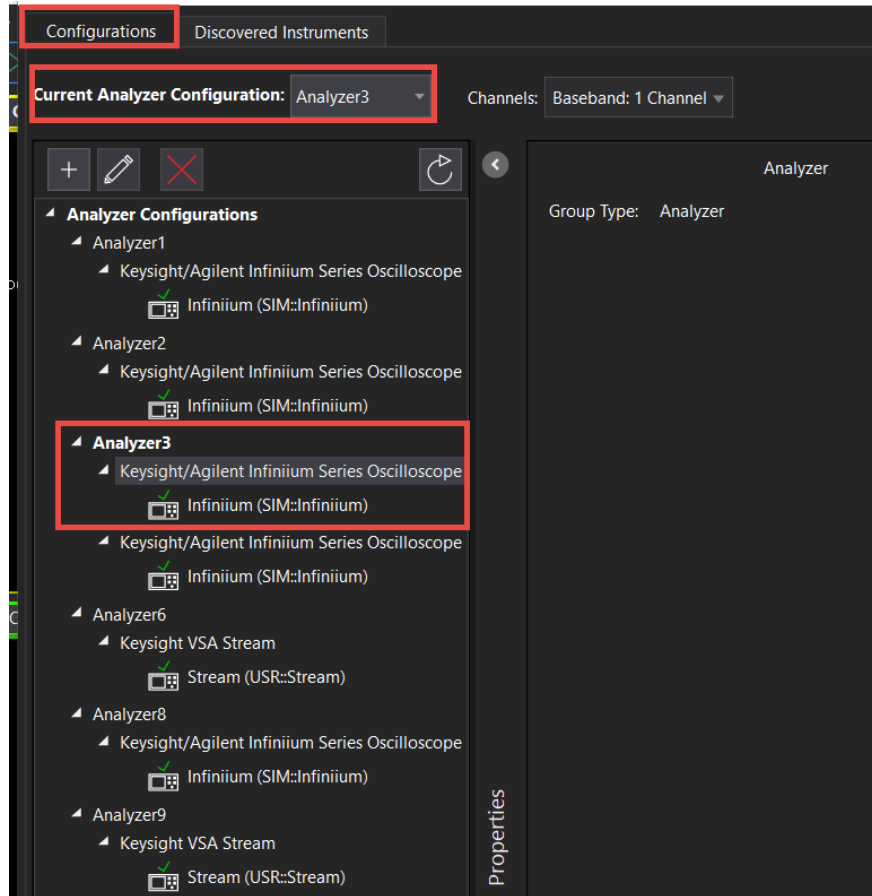 Configurations
Discovered Instruments
Current Analyzer Configuration: Analyzer3
Channels: Baseband: 1 Channel
Analyzer
Analyzer Configurations
Group Type: Analyzer
Analyzer1
Keysight/Agilent Infiniium Series Oscilloscope
Infiniium (SIM::Infiniium)
Analyzer2
Keysight/Agilent Infiniium Series Oscilloscope
Infiniium (SIM::Infiniium)
Analyzer3
Keysight/Agilent Infiniium Series Oscilloscope
Infiniium (SIM::Infiniium)
Keysight/Agilent Infiniium Series Oscilloscope
Infiniium (SIM::Infiniium)
Analyzer6
Keysight VSA Stream
Stream (USR::Stream)
Analyzer8
Keysight/Agilent Infiniium Series Oscilloscope
Infiniium (SIM::Infiniium)
Analyzer9
Keysight VSA Stream
Stream (USR::Stream)
Properties